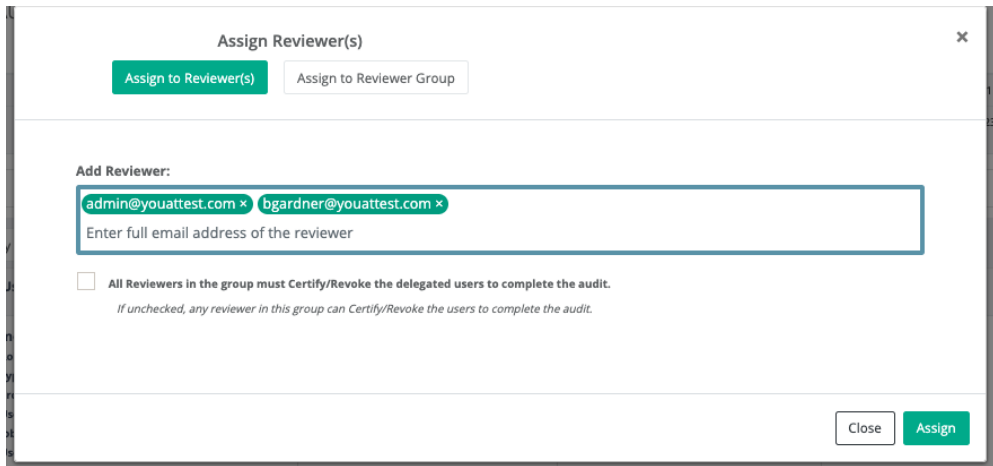 Assign Reviewer(s)
×
Assign to Reviewer(s)
Assign to Reviewer Group
Add Reviewer:
admin@youattest.com × bgardner@youattest.com ×
Enter full email address of the reviewer
All Reviewers in the group must Certify/Revoke the delegated users to complete the audit.
If unchecked, any reviewer in this group can Certify/Revoke the users to complete the audit.
Close
Assign